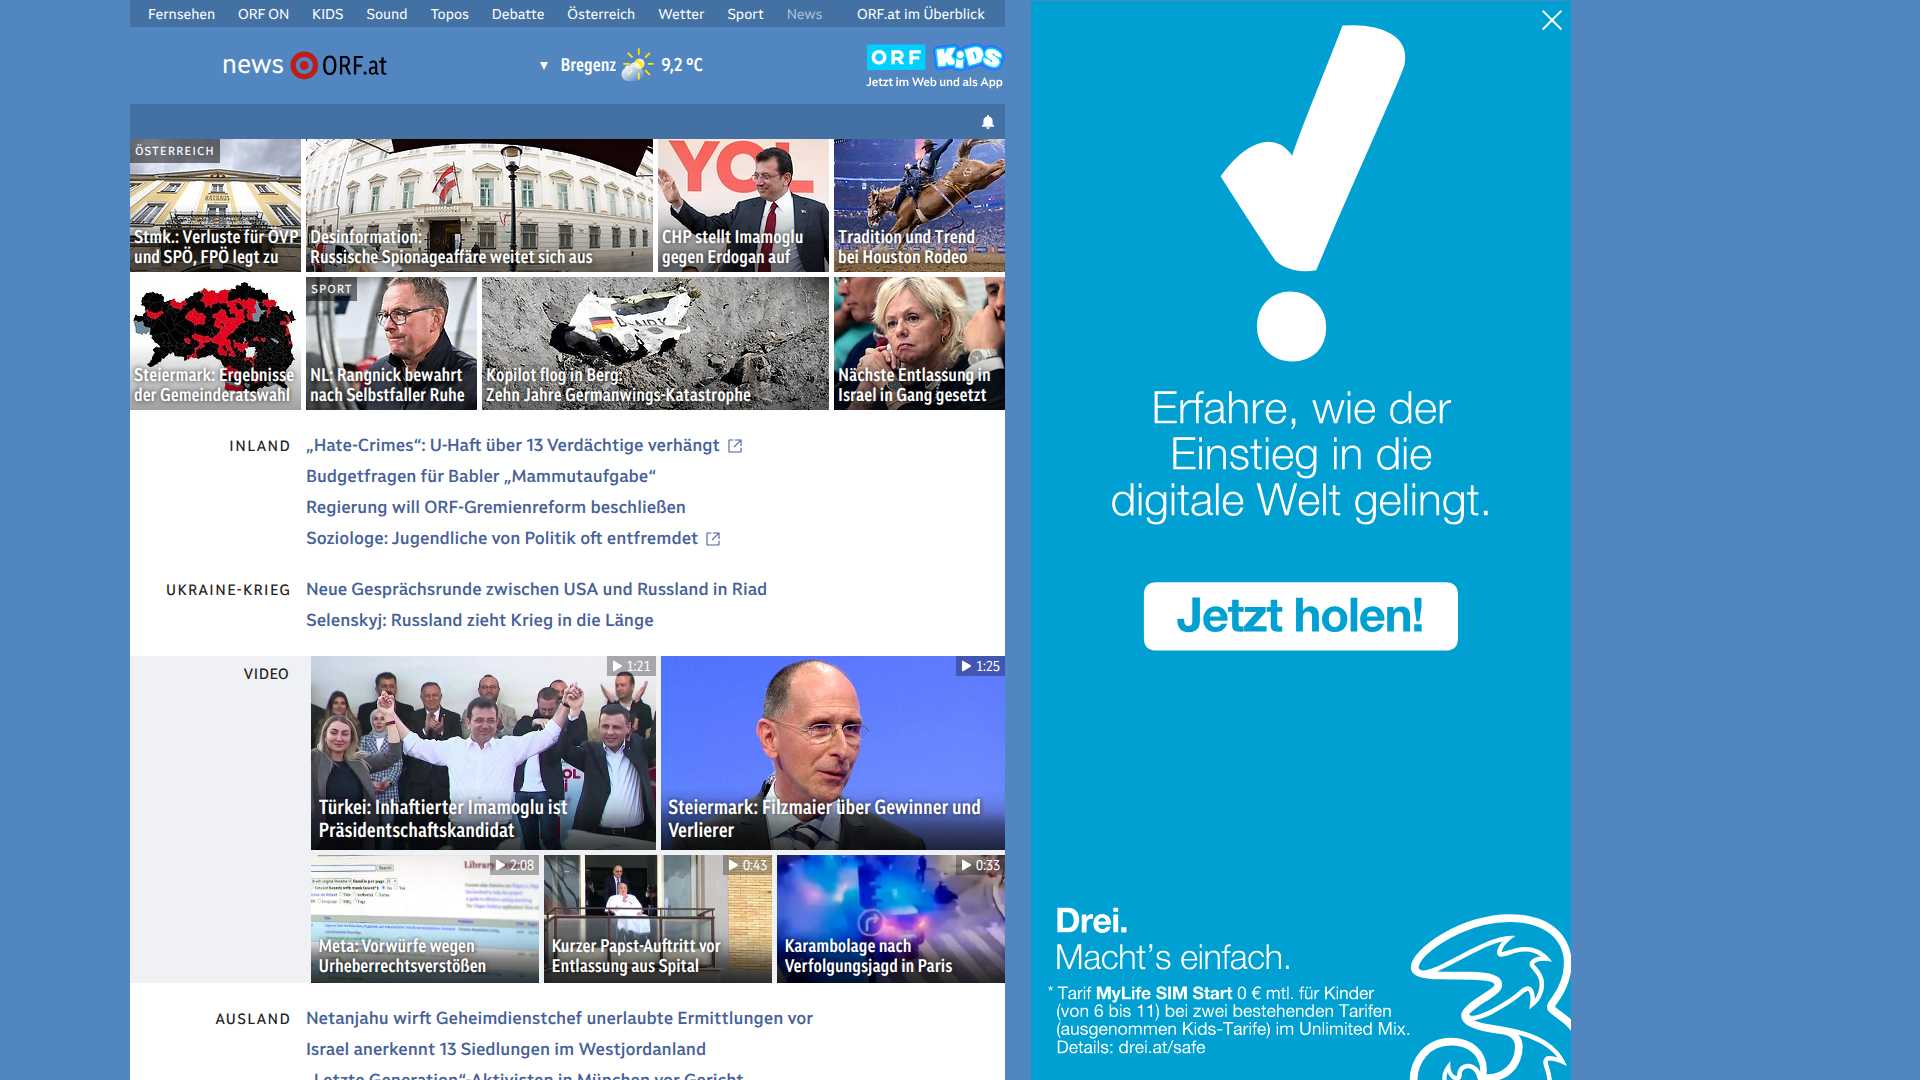 Fernsehen ORF ON KIDS Sound Topos Debatte Österreich Wetter Sport News ORF.at im Überblick
news ORF.at
▼ Bregenz 9,2 °C
ORF KiDS
Jetzt im Web und als App
ÖSTERREICH
Stmk.: Verluste für ÖVP
und SPÖ, FPÖ legt zu
Desinformation:
Russische Spionageaffäre weitet sich aus
YOL
CHP stellt Imamoglu
gegen Erdogan auf
Tradition und Trend
bei Houston Rodeo
Steiermark: Ergebnisse
der Gemeinderatswahl
SPORT
NL: Rangnick bewahrt
nach Selbstfaller Ruhe
Kopilot flog in Berg:
Zehn Jahre Germanwings-Katastrophe
Nächste Entlassung in
Israel in Gang gesetzt
INLAND
„Hate-Crimes“: U-Haft über 13 Verdächtige verhängt
Budgetfragen für Babler „Mammutaufgabe“
Regierung will ORF-Gremienreform beschließen
Soziologe: Jugendliche von Politik oft entfremdet
UKRAINE-KRIEG
Neue Gesprächsrunde zwischen USA und Russland in Riad
Selenskyj: Russland zieht Krieg in die Länge
VIDEO
1:21
Türkei: Inhaftierter Imamoglu ist
Präsidentschaftskandidat
1:25
Steiermark: Filzmaier über Gewinner und
Verlierer
2:08
Meta: Vorwürfe wegen
Urheberrechtsverstößen
0:43
Kurzer Papst-Auftritt vor
Entlassung aus Spital
0:33
Karambolage nach
Verfolgungsjagd in Paris
AUSLAND
Netanjahu wirft Geheimdienstchef unerlaubte Ermittlungen vor
Israel anerkennt 13 Siedlungen im Westjordanland
„Letzte Generation“-Aktivisten in München vor Gericht
Erfahre, wie der
Einstieg in die
digitale Welt gelingt.
Jetzt holen!
Drei.
Macht’s einfach.
* Tarif MyLife SIM Start 0 € mtl. für Kinder
(von 6 bis 11) bei zwei bestehenden Tarifen
(ausgenommen Kids-Tarife) im Unlimited Mix.
Details: drei.at/safe